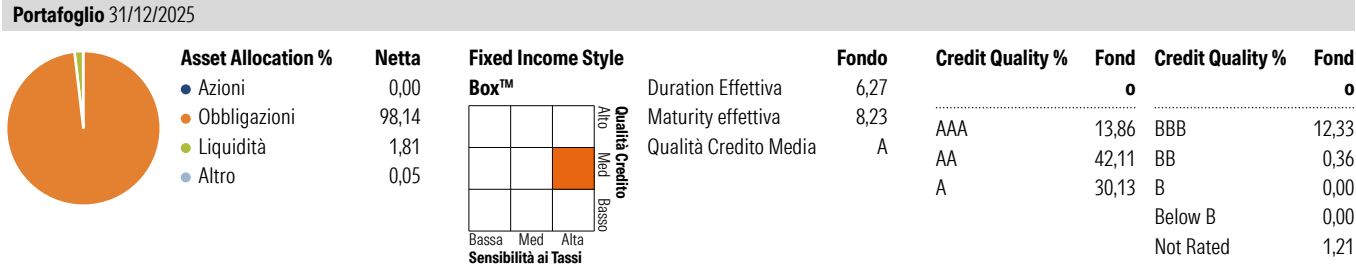 Portafoglio 31/12/2025
Asset Allocation % Netta
Azioni 0,00
Obbligazioni 98,14
Liquidità 1,81
Altro 0,05
Fixed Income Style
Box™
Alto Med Basso
Qualità Credito
Bassa Med Alta
Sensibilità ai Tassi
Fondo
Duration Effettiva 6,27
Maturity effettiva 8,23
Qualità Credito Media A
Credit Quality % Fond
o
AAA 13,86
AA 42,11
A 30,13
Credit Quality % Fond
o
BBB 12,33
BB 0,36
B 0,00
Below B 0,00
Not Rated 1,21